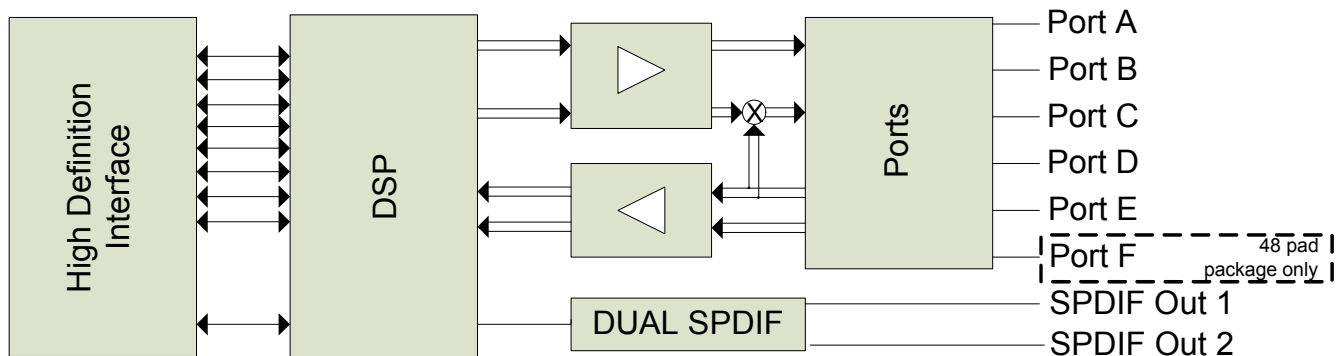 High Definition
Interface
DSP
X
Ports
Port A
Port B
Port C
Port D
Port E
Port F
48 pad
package only
DUAL SPDIF
SPDIF Out 1
SPDIF Out 2